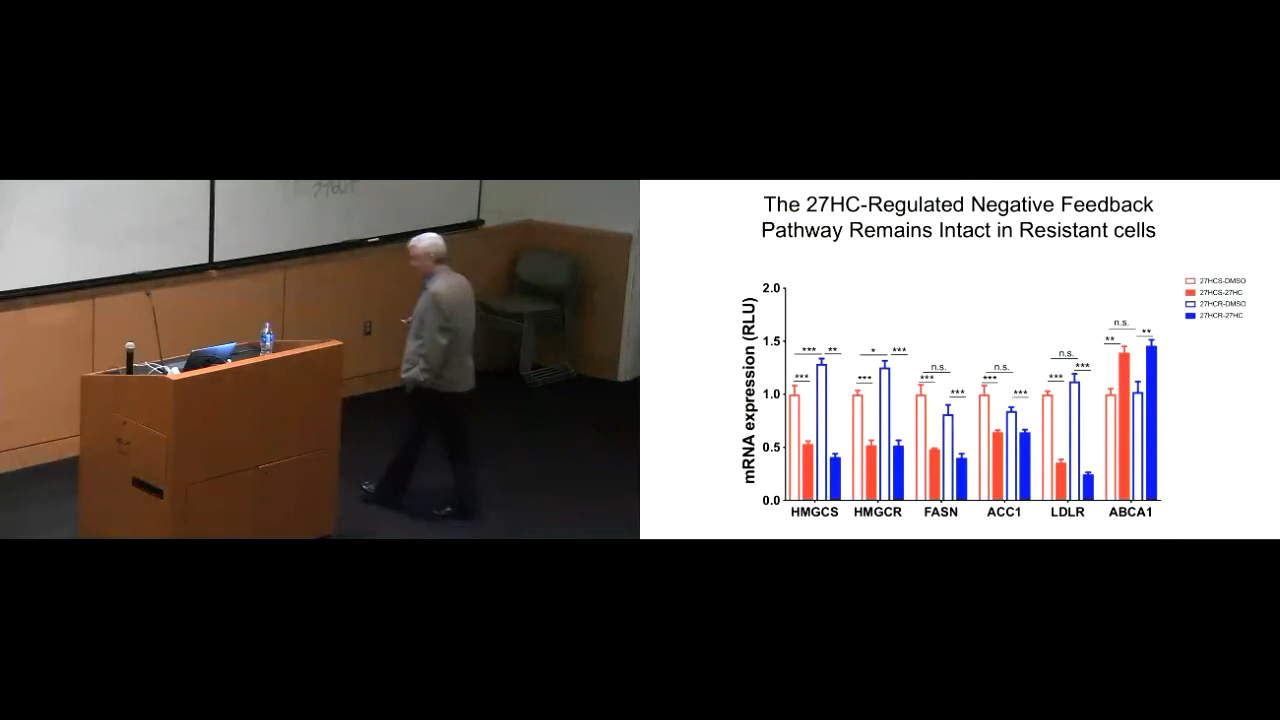 The 27HC-Regulated Negative Feedback
Pathway Remains Intact in Resistant cells
27HCS-DMSO
27HCS-27HC
27HCR-DMSO
27HCR-27HC
mRNA expression (RLU)
2.0
1.5
1.0
0.5
0.0
*** *** **
*** * ***
*** n.s. ***
*** n.s. ***
*** n.s. ***
** n.s. **
HMGCS HMGCR FASN ACC1 LDLR ABCA1